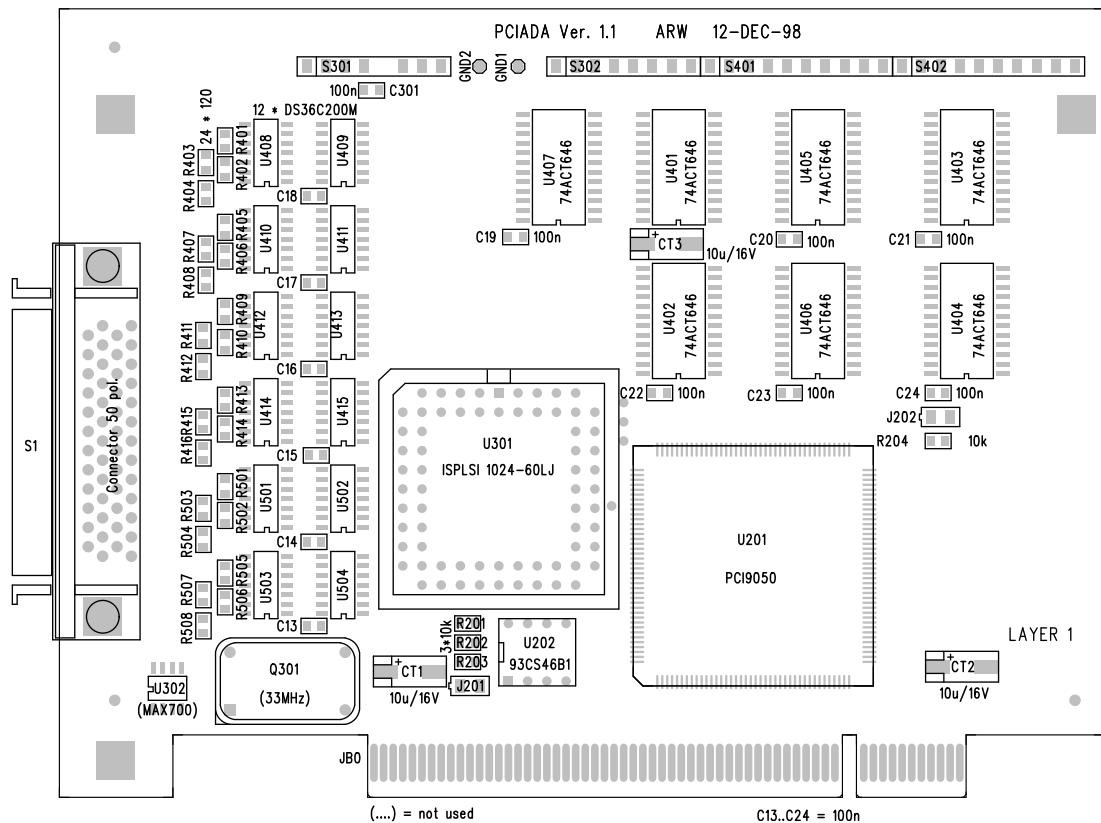 PCIADA Ver. 1.1 ARW 12-DEC-98
S301
GND2
GND1
S302
S401
S402
100n
C301
24 * 120
12 * DS36C200M
R401
R402
R403
R404
U408
U409
C18
U407
74ACT646
U401
74ACT646
U405
74ACT646
U403
74ACT646
R405
R406
R407
R408
U410
U411
C17
C19
100n
CT3
+
10u/16V
C20
100n
C21
100n
R409
R410
R411
R412
U412
U413
C16
U402
74ACT646
U406
74ACT646
U404
74ACT646
C22
100n
C23
100n
C24
100n
J202
R204
10k
R413
R414
R415
R416
U414
U415
C15
S1
Connector 50 pol.
U301
ISPLSI 1024-60LJ
R501
R502
R503
R504
U501
U502
C14
U201
PCI9050
R505
R506
R507
R508
U503
U504
C13
3*10k
R201
R202
R203
U202
93CS46B1
LAYER 1
U302
(MAX700)
Q301
(33MHz)
+
CT1
10u/16V
J201
+
CT2
10u/16V
JB0
(....) = not used
C13..C24 = 100n